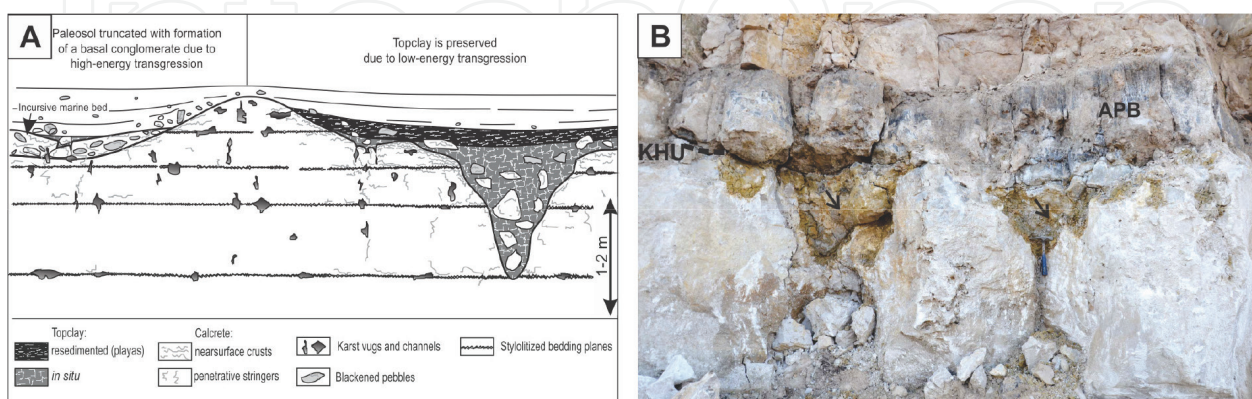 A
Paleosol truncated with formation
of a basal conglomerate due to
high-energy transgression
Topclay is preserved
due to low-energy transgression
Incursive marine bed
1-2 m
Topclay:
resedimented (playas)
in situ
Calcrete:
nearsurface crusts
penetrative stringers
Karst vugs and channels
Blackened pebbles
Stylolitized bedding planes
B
KHU
APB